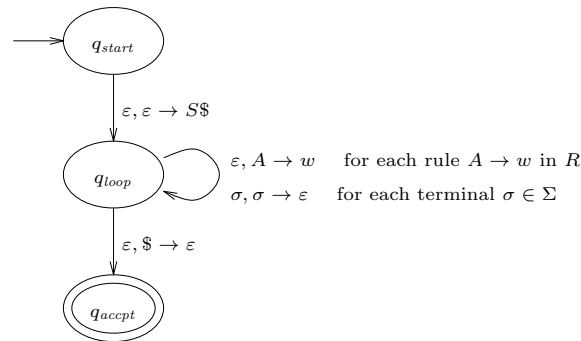 q_start
ε, ε → S$
q_loop
ε, A → w for each rule A → w in R
σ, σ → ε for each terminal σ ∈ Σ
ε, $ → ε
q_accpt